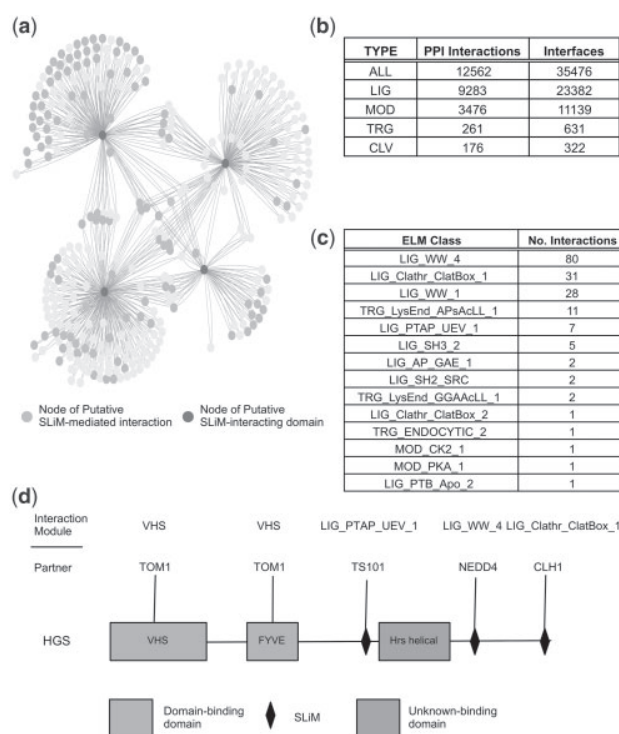 (a)
Node of Putative
SLiM-mediated interaction
Node of Putative
SLiM-interacting domain
(b)
TYPE PPI Interactions Interfaces
ALL 12562 35476
LIG 9283 23382
MOD 3476 11139
TRG 261 631
CLV 176 322
(c)
ELM Class No. Interactions
LIG_WW_4 80
LIG_Clathr_ClatBox_1 31
LIG_WW_1 28
TRG_LysEnd_APsAcLL_1 11
LIG_PTAP_UEV_1 7
LIG_SH3_2 5
LIG_AP_GAE_1 2
LIG_SH2_SRC 2
TRG_LysEnd_GGAAcLL_1 2
LIG_Clathr_ClatBox_2 1
TRG_ENDOCYTIC_2 1
MOD_CK2_1 1
MOD_PKA_1 1
LIG_PTB_Apo_2 1
(d)
Interaction
Module
VHS VHS LIG_PTAP_UEV_1 LIG_WW_4 LIG_Clathr_ClatBox_1
Partner TOM1 TOM1 TS101 NEDD4 CLH1
HGS VHS FYVE Hrs helical
Domain-binding
domain
SLiM
Unknown-binding
domain